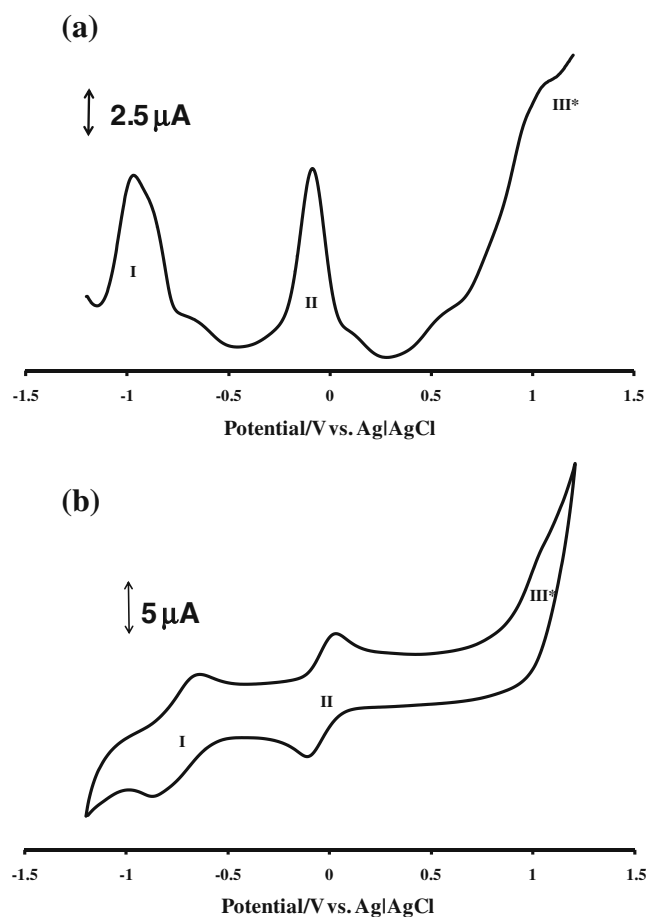 (a)
2.5 µA
III*
I
II
-1.5 -1 -0.5 0 0.5 1 1.5
Potential/V vs. Ag|AgCl
(b)
5 µA
III*
II
I
-1.5 -1 -0.5 0 0.5 1 1.5
Potential/V vs. Ag|AgCl